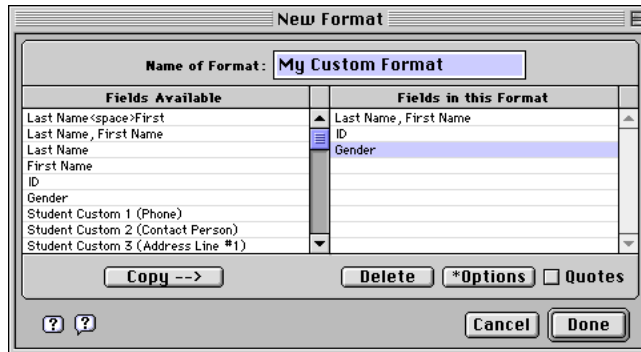 New Format
Name of Format: My Custom Format
Fields Available
Fields in this Format
Last Name<space>First
Last Name, First Name
Last Name
First Name
ID
Gender
Student Custom 1 (Phone)
Student Custom 2 (Contact Person)
Student Custom 3 (Address Line #1)
Last Name, First Name
ID
Gender
Copy -->
Delete
*Options
Quotes
? ?
Cancel
Done